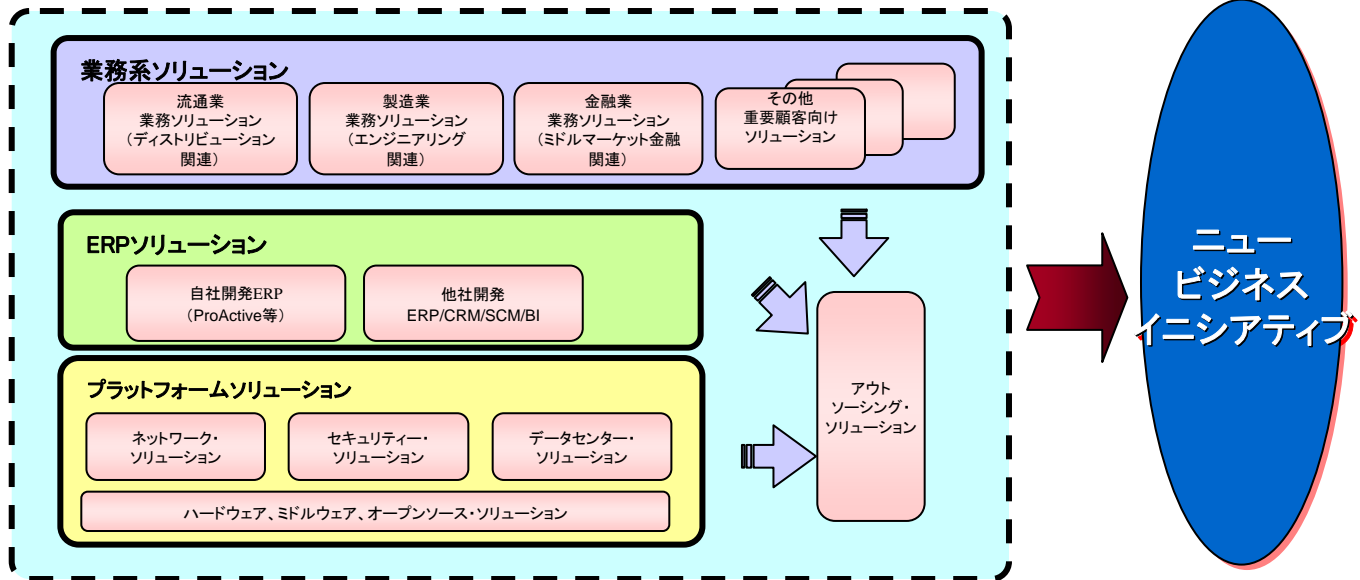 業務系ソリューション
流通業
業務ソリューション
（ディストリビューション
関連）
製造業
業務ソリューション
（エンジニアリング
関連）
金融業
業務ソリューション
（ミドルマーケット金融
関連）
その他
重要顧客向け
ソリューション
ERPソリューション
自社開発ERP
（ProActive等）
他社開発
ERP/CRM/SCM/BI
プラットフォームソリューション
ネットワーク・
ソリューション
セキュリティー・
ソリューション
データセンター・
ソリューション
ハードウェア、ミドルウェア、オープンソース・ソリューション
アウト
ソーシング・
ソリューション
ニュー
ビジネス
イニシアティブ